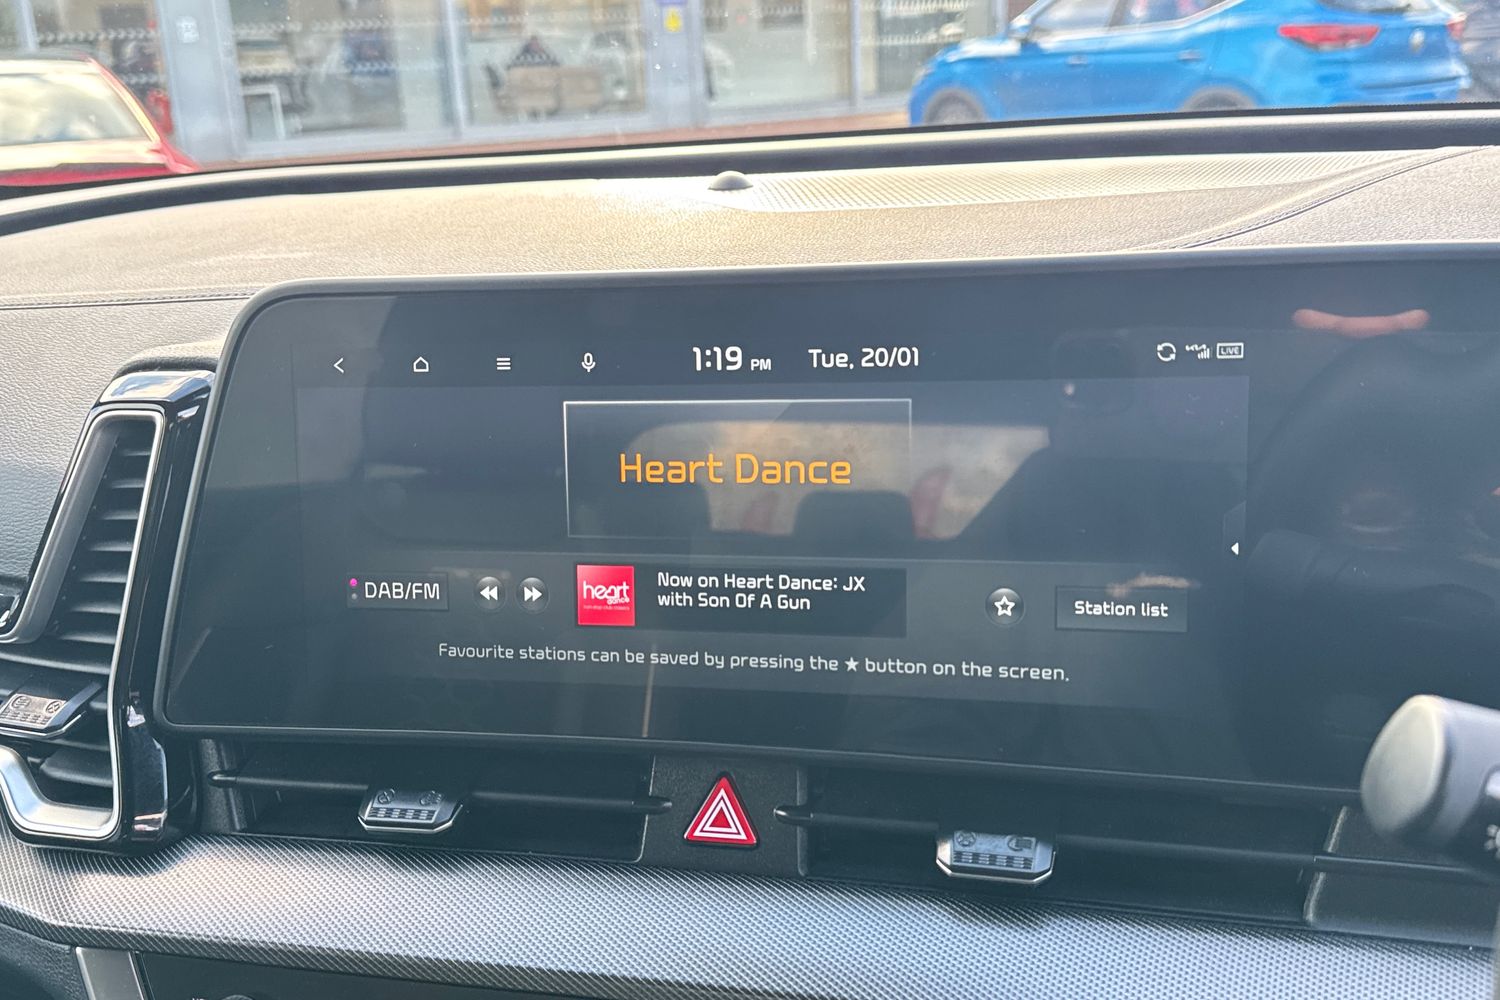 1:19 PM Tue, 20/01
LIVE
Heart Dance
DAB/FM
heart
dance
Now on Heart Dance: JX
with Son Of A Gun
Station list
Favourite stations can be saved by pressing the ★ button on the screen.